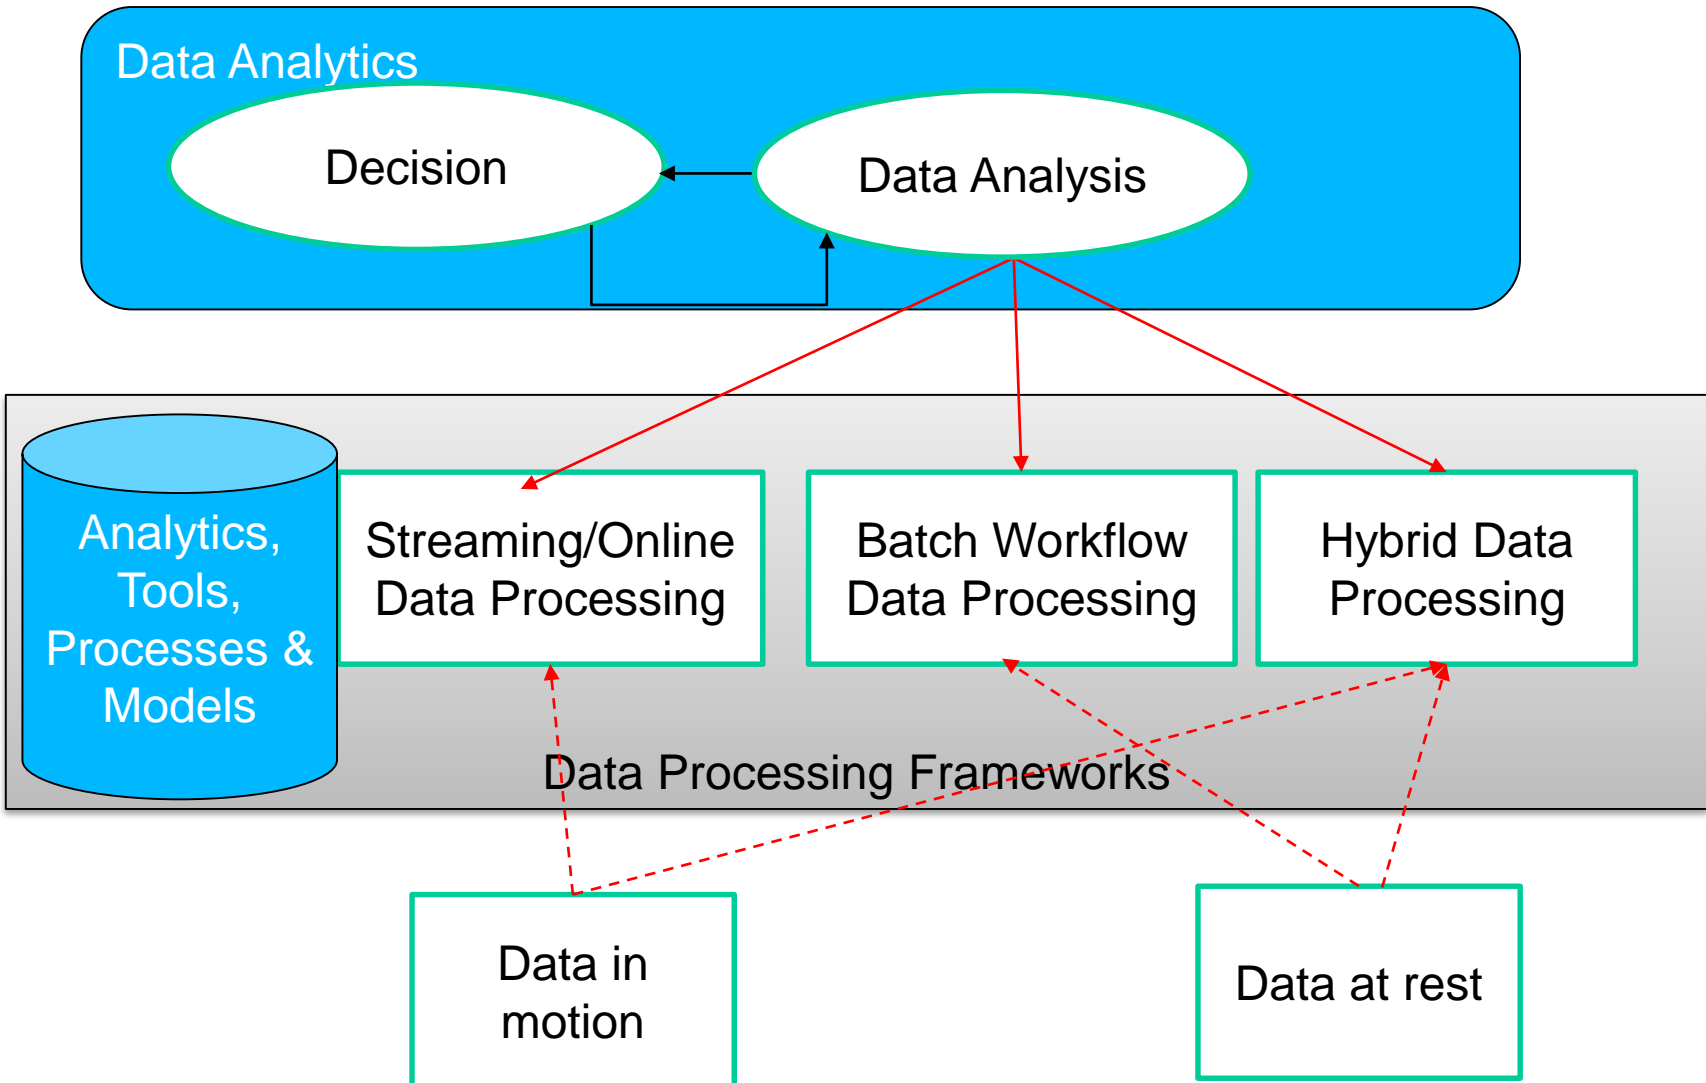 Data Analytics
Decision
Data Analysis
Analytics,
Tools,
Processes &
Models
Streaming/Online
Data Processing
Batch Workflow
Data Processing
Hybrid Data
Processing
Data Processing Frameworks
Data in
motion
Data at rest